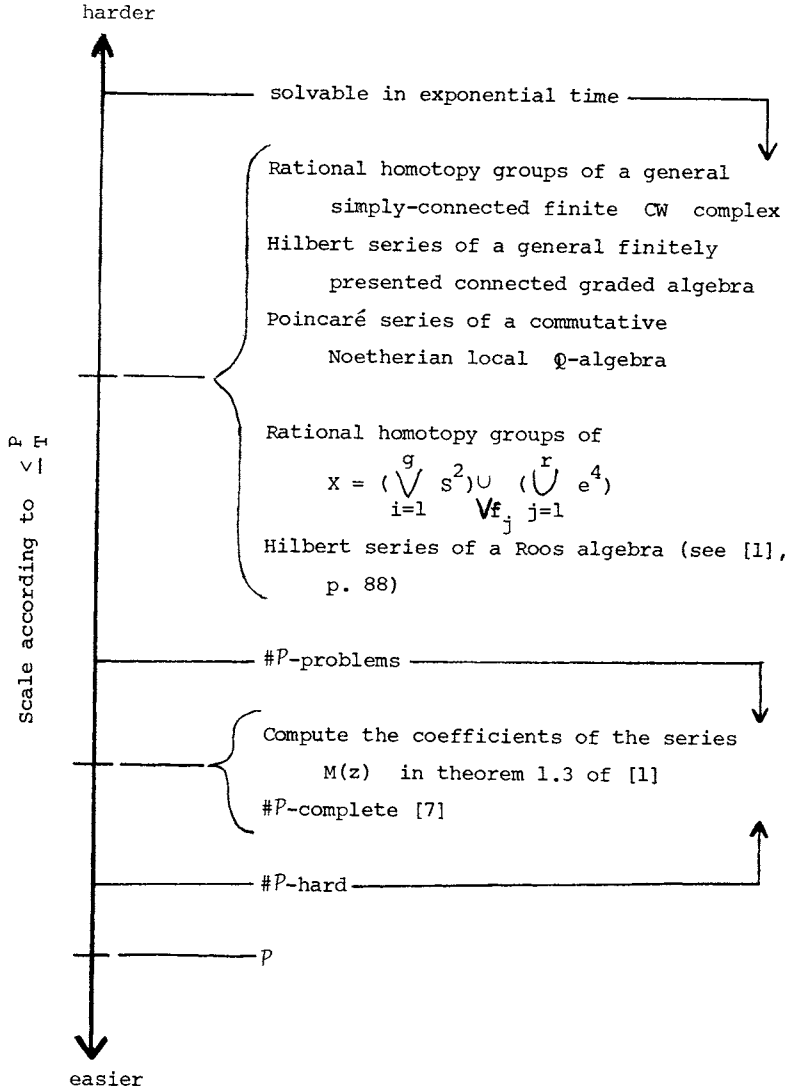 harder
solvable in exponential time
Rational homotopy groups of a general
simply-connected finite CW complex
Hilbert series of a general finitely
presented connected graded algebra
Poincaré series of a commutative
Noetherian local ℚ-algebra
Scale according to ≤ P T
Rational homotopy groups of
X = ( g ⋁ i=1 S² ) ∪ ⋁f_j ( r ⋃ j=1 e⁴ )
Hilbert series of a Roos algebra (see [1],
p. 88)
#P-problems
Compute the coefficients of the series
M(z) in theorem 1.3 of [1]
#P-complete [7]
#P-hard
P
easier